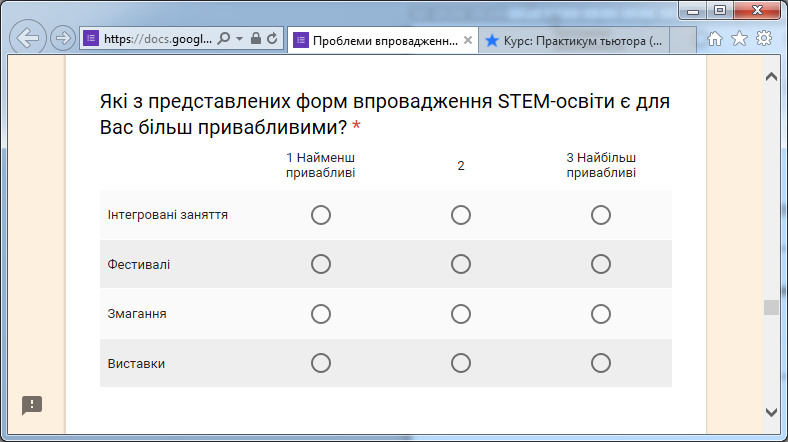 https://docs.googl...
Проблеми впровадженн...
Курс: Практикум тьютора (...
Які з представлених форм впровадження STEM-освіти є для
Вас більш привабливими? *
1 Найменш
привабливі
2
3 Найбільш
привабливі
Інтегровані заняття
Фестивалі
Змагання
Виставки